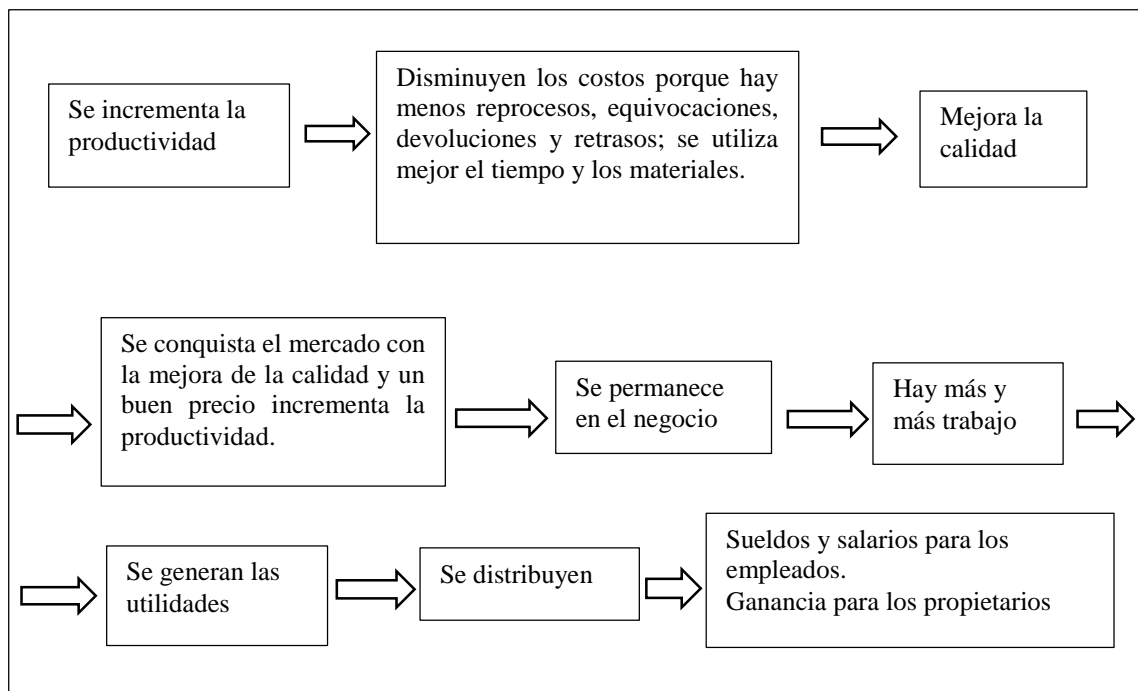 Se incrementa la
productividad
Disminuyen los costos porque hay
menos reprocesos, equivocaciones,
devoluciones y retrasos; se utiliza
mejor el tiempo y los materiales.
Mejora la
calidad
Se conquista el mercado con
la mejora de la calidad y un
buen precio incrementa la
productividad.
Se permanece
en el negocio
Hay más y
más trabajo
Se generan las
utilidades
Se distribuyen
Sueldos y salarios para los
empleados.
Ganancia para los propietarios